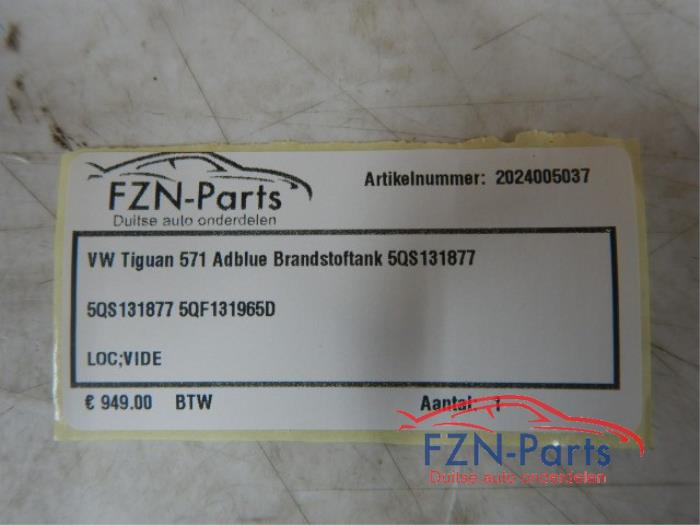 FZN-Parts
Duitse auto onderdelen
Artikelnummer: 2024005037
VW Tiguan 571 Adblue Brandstoftank 5QS131877
5QS131877 5QF131965D
LOC;VIDE
€ 949.00 BTW
Aantal: 1
FZN-Parts
Duitse auto onderdelen